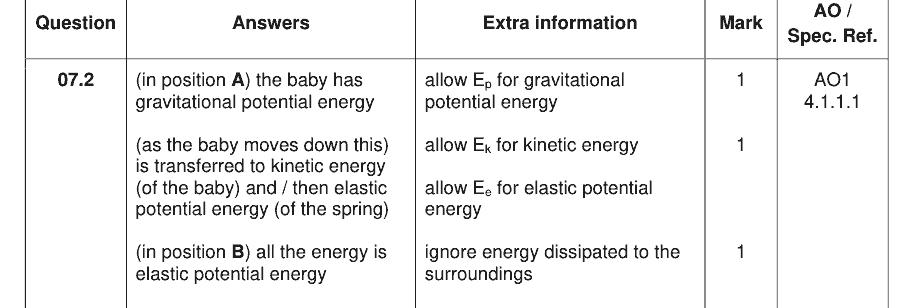 Question Answers Extra information Mark AO /
Spec. Ref.
07.2 (in position A) the baby has allow Ep for gravitational 1 AO1
gravitational potential energy potential energy 4.1.1.1
(as the baby moves down this) allow Ek for kinetic energy 1
is transferred to kinetic energy
(of the baby) and / then elastic allow Ee for elastic potential
potential energy (of the spring) energy
(in position B) all the energy is ignore energy dissipated to the 1
elastic potential energy surroundings